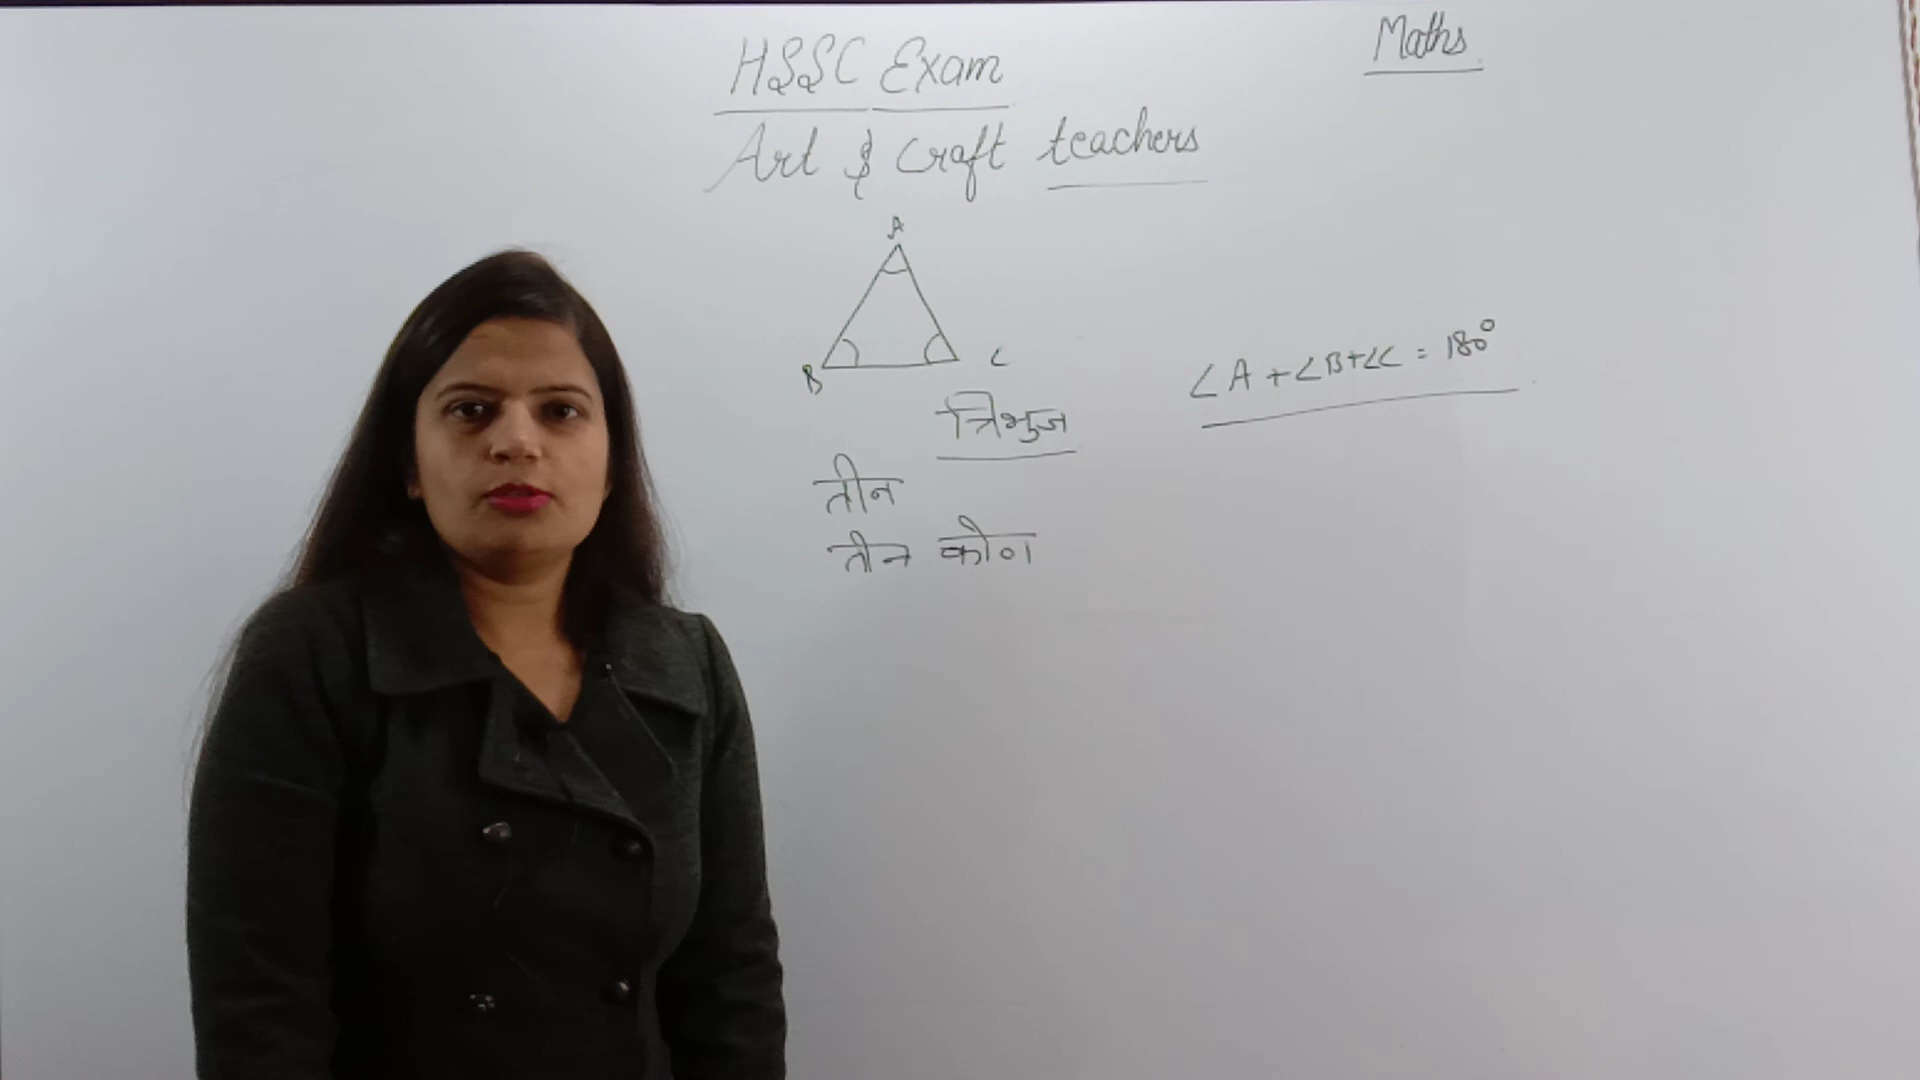 Maths
HSSC Exam
Art & Craft teachers
A
B
C
∠A + ∠B + ∠C = 180°
त्रिभुज
तीन
तीन कोण